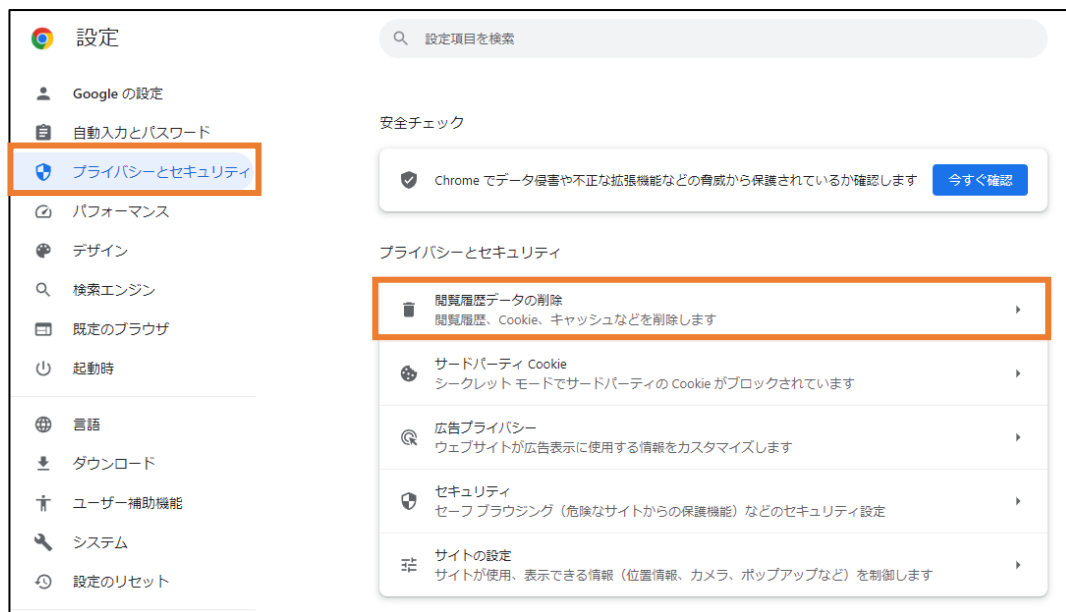 設定
設定項目を検索
Google の設定
自動入力とパスワード
プライバシーとセキュリティ
パフォーマンス
デザイン
検索エンジン
既定のブラウザ
起動時
言語
ダウンロード
ユーザー補助機能
システム
設定のリセット
安全チェック
Chrome でデータ侵害や不正な拡張機能などの脅威から保護されているか確認します
今すぐ確認
プライバシーとセキュリティ
閲覧履歴データの削除
閲覧履歴、Cookie、キャッシュなどを削除します
サードパーティ Cookie
シークレット モードでサードパーティの Cookie がブロックされています
広告プライバシー
ウェブサイトが広告表示に使用する情報をカスタマイズします
セキュリティ
セーフ ブラウジング（危険なサイトからの保護機能）などのセキュリティ設定
サイトの設定
サイトが使用、表示できる情報（位置情報、カメラ、ポップアップなど）を制御します